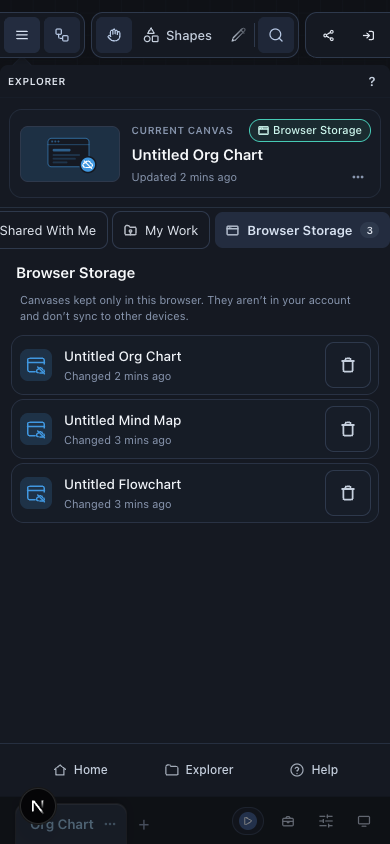 Shapes
EXPLORER
?
CURRENT CANVAS
Browser Storage
Untitled Org Chart
Updated 2 mins ago
Shared With Me
My Work
Browser Storage
3
Browser Storage
Canvases kept only in this browser. They aren’t in your account
and don’t sync to other devices.
Untitled Org Chart
Changed 2 mins ago
Untitled Mind Map
Changed 3 mins ago
Untitled Flowchart
Changed 3 mins ago
Home
Explorer
Help
N
Org Chart